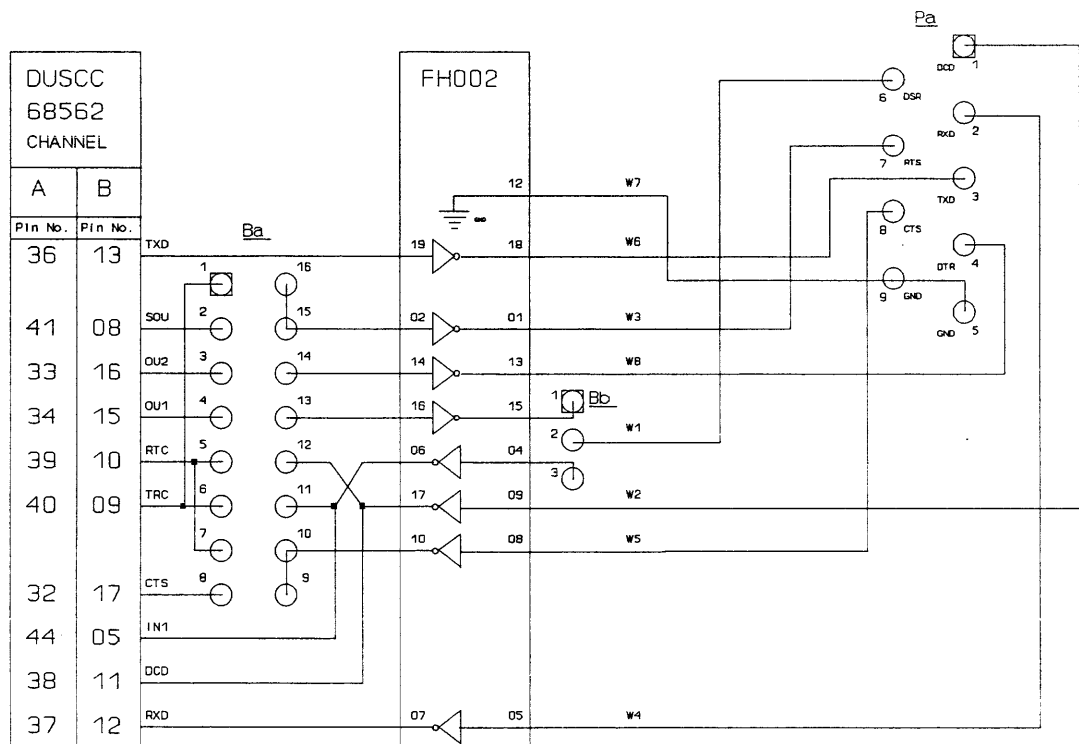 Pa
DUSCC
68562
CHANNEL
FH002
DCD 1
6 DSR
RXD 2
7 RTS
A B
12 W7
TXD 3
GND
8 CTS
Pin No. Pin No.
Ba
36 13 TXD 19 18 W6
DTR 4
1 16
9 GND
41 08 SOU 2 15 02 01 W3
GND 5
33 16 OU2 3 14 14 13 W8
34 15 OU1 4 13 16 15 1 Bb
39 10 RTC 5 12 06 04 2 W1
3
40 09 TRC 6 11 17 09 W2
7 10 10 08 W5
32 17 CTS 8 9
44 05 IN1
38 11 DCD
37 12 RXD 07 05 W4